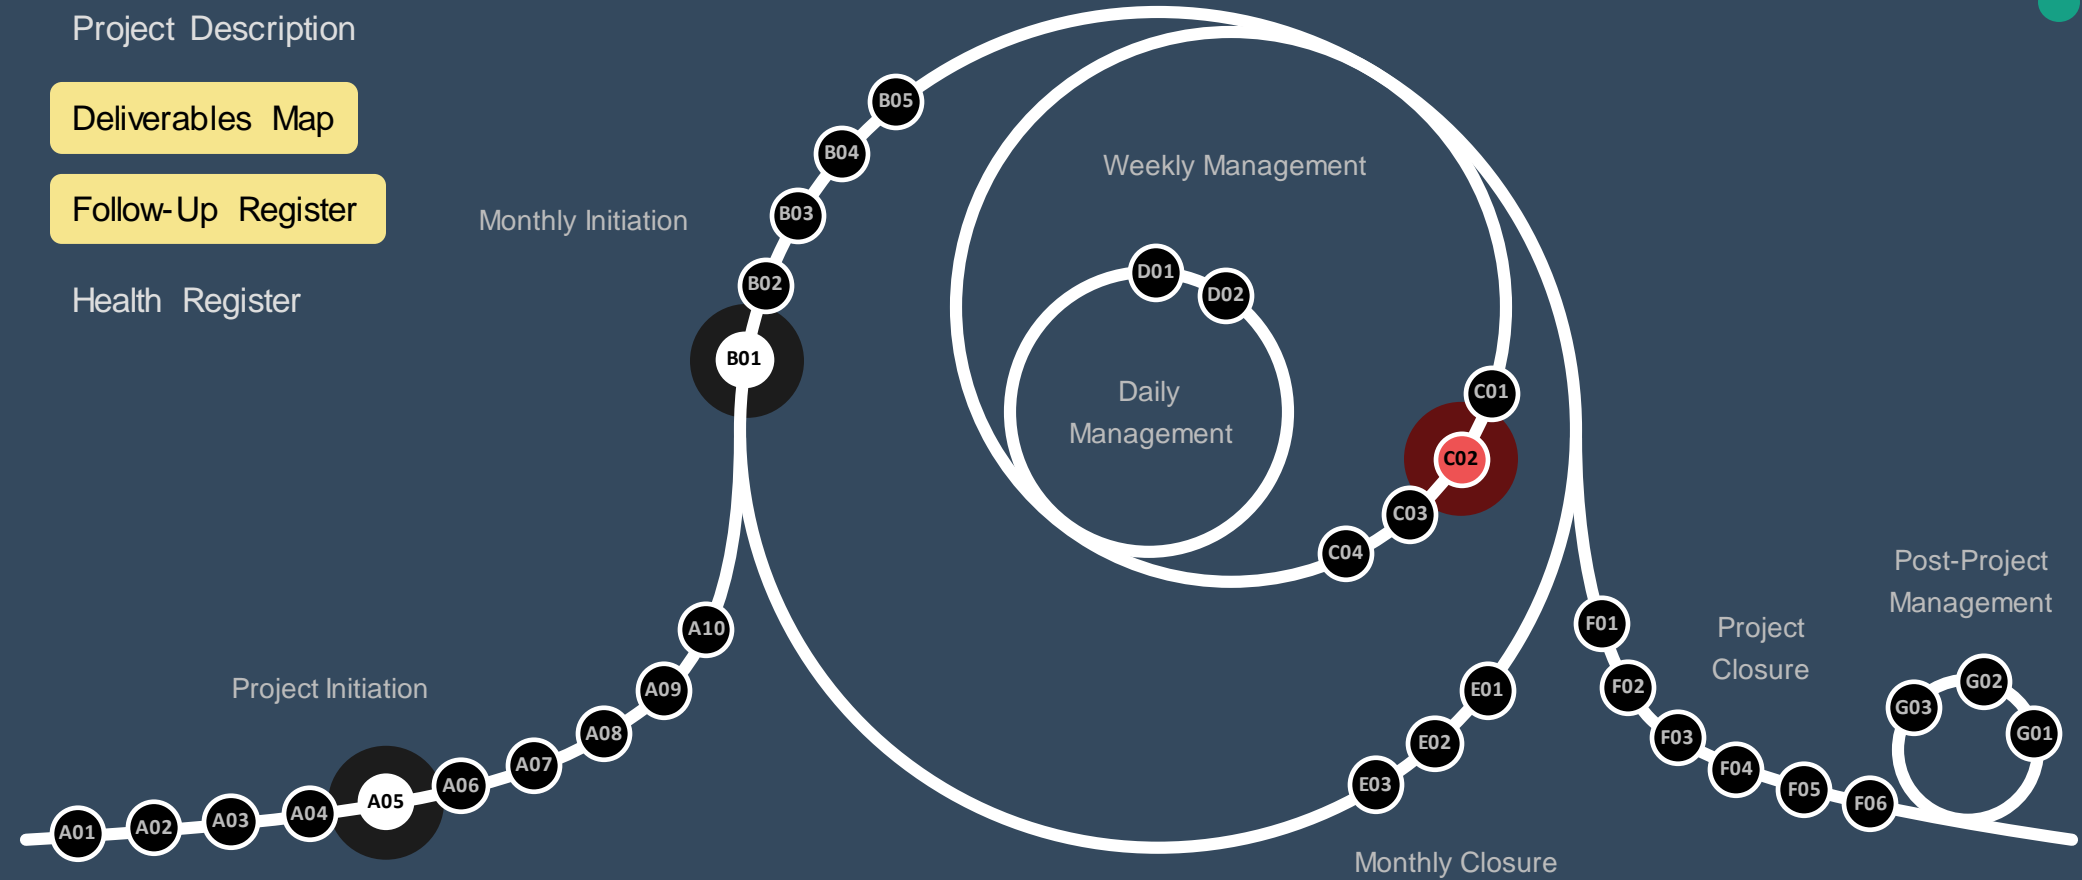 Project Description
Deliverables Map
Follow-Up Register
Health Register
Monthly Initiation
Weekly Management
Daily
Management
Project Initiation
Monthly Closure
Project
Closure
Post-Project
Management
A01
A02
A03
A04
A05
A06
A07
A08
A09
A10
B01
B02
B03
B04
B05
C01
C02
C03
C04
D01
D02
E01
E02
E03
F01
F02
F03
F04
F05
F06
G01
G02
G03